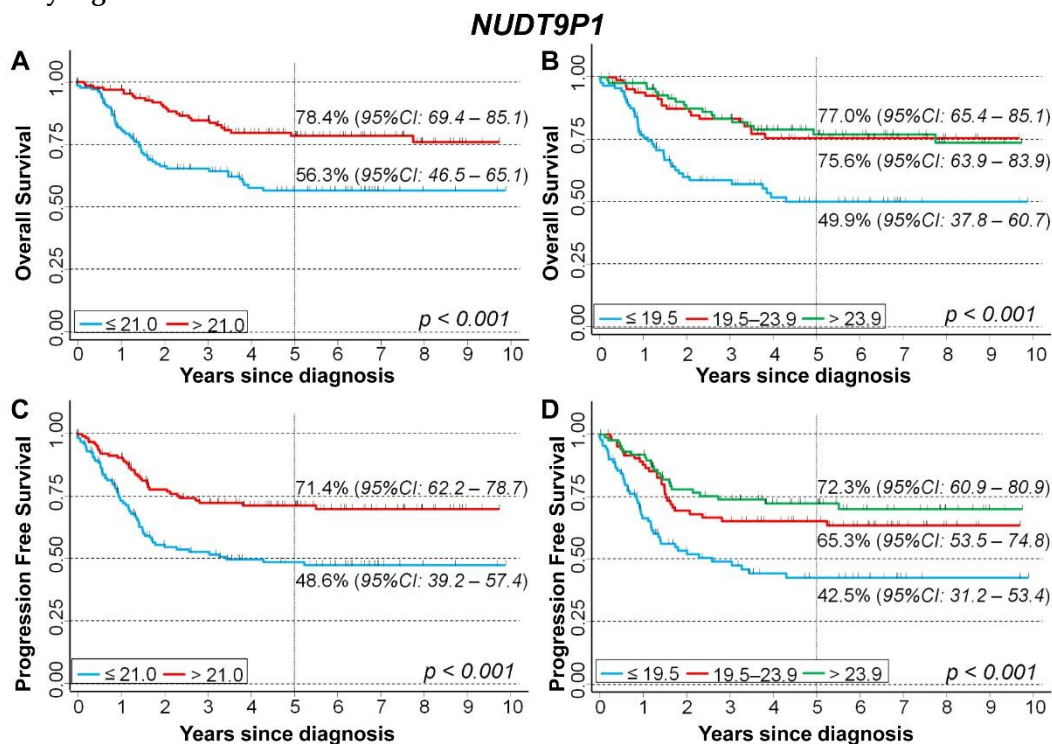 NUDT9P1
A
Overall Survival
1.00
0.75
0.50
0.25
0.00
78.4% (95%CI: 69.4 – 85.1)
56.3% (95%CI: 46.5 – 65.1)
≤ 21.0 > 21.0
p < 0.001
0 1 2 3 4 5 6 7 8 9 10
Years since diagnosis
B
Overall Survival
1.00
0.75
0.50
0.25
0.00
77.0% (95%CI: 65.4 – 85.1)
75.6% (95%CI: 63.9 – 83.9)
49.9% (95%CI: 37.8 – 60.7)
≤ 19.5 19.5–23.9 > 23.9
p < 0.001
0 1 2 3 4 5 6 7 8 9 10
Years since diagnosis
C
Progression Free Survival
1.00
0.75
0.50
0.25
0.00
71.4% (95%CI: 62.2 – 78.7)
48.6% (95%CI: 39.2 – 57.4)
≤ 21.0 > 21.0
p < 0.001
0 1 2 3 4 5 6 7 8 9 10
Years since diagnosis
D
Progression Free Survival
1.00
0.75
0.50
0.25
0.00
72.3% (95%CI: 60.9 – 80.9)
65.3% (95%CI: 53.5 – 74.8)
42.5% (95%CI: 31.2 – 53.4)
≤ 19.5 19.5–23.9 > 23.9
p < 0.001
0 1 2 3 4 5 6 7 8 9 10
Years since diagnosis